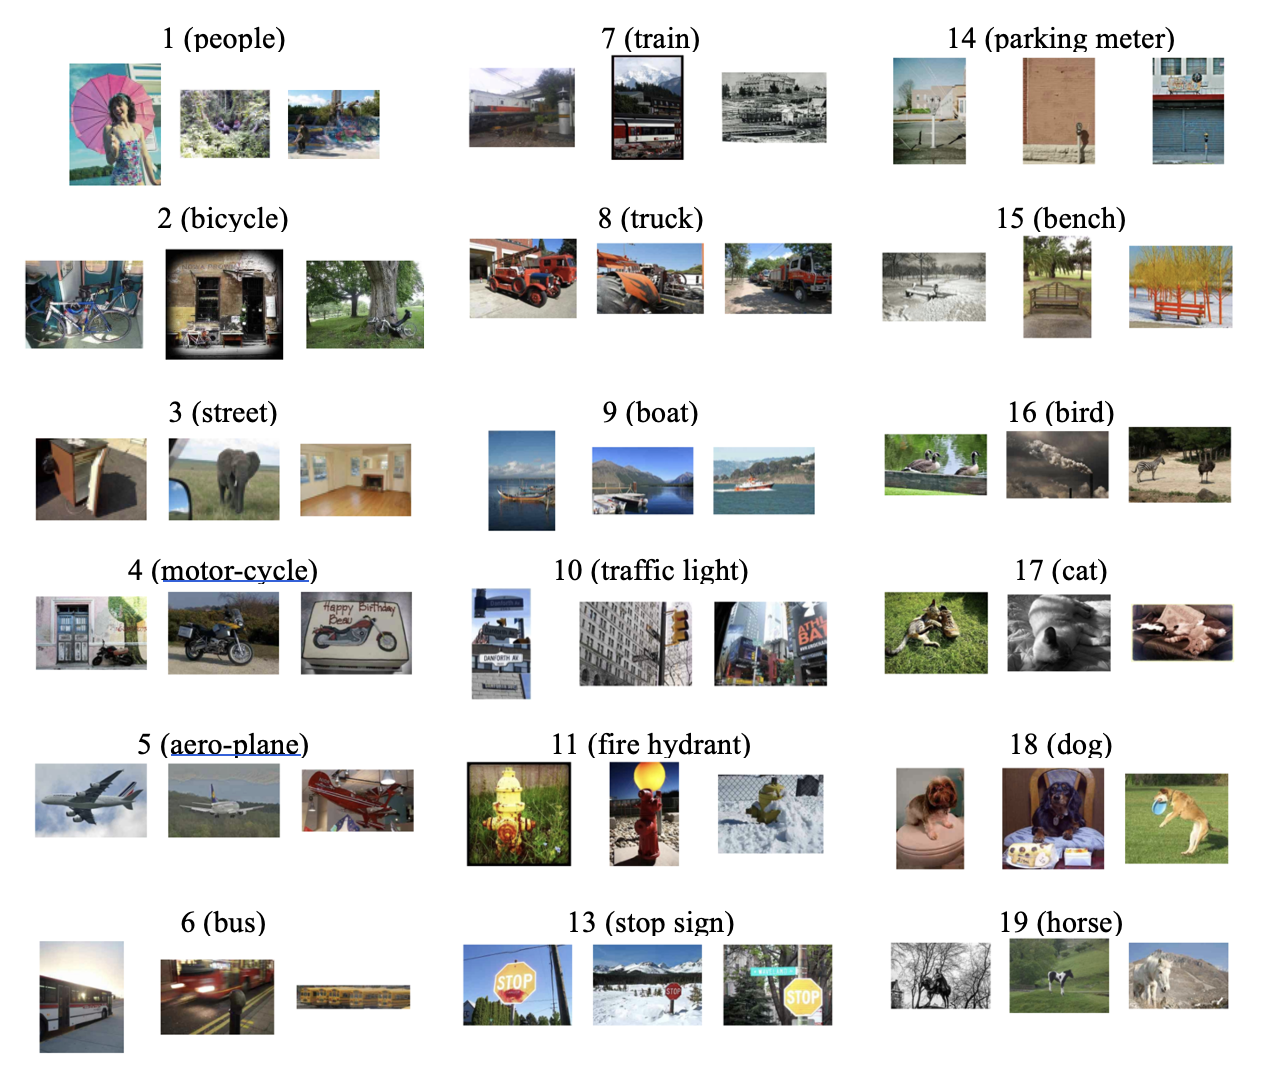 1 (people)
7 (train)
14 (parking meter)
2 (bicycle)
8 (truck)
15 (bench)
3 (street)
9 (boat)
16 (bird)
4 (motor-cycle)
10 (traffic light)
17 (cat)
Happy Birthday
Beau
DANFORTH AV
5 (aero-plane)
11 (fire hydrant)
18 (dog)
6 (bus)
13 (stop sign)
19 (horse)
STOP
STOP
STOP